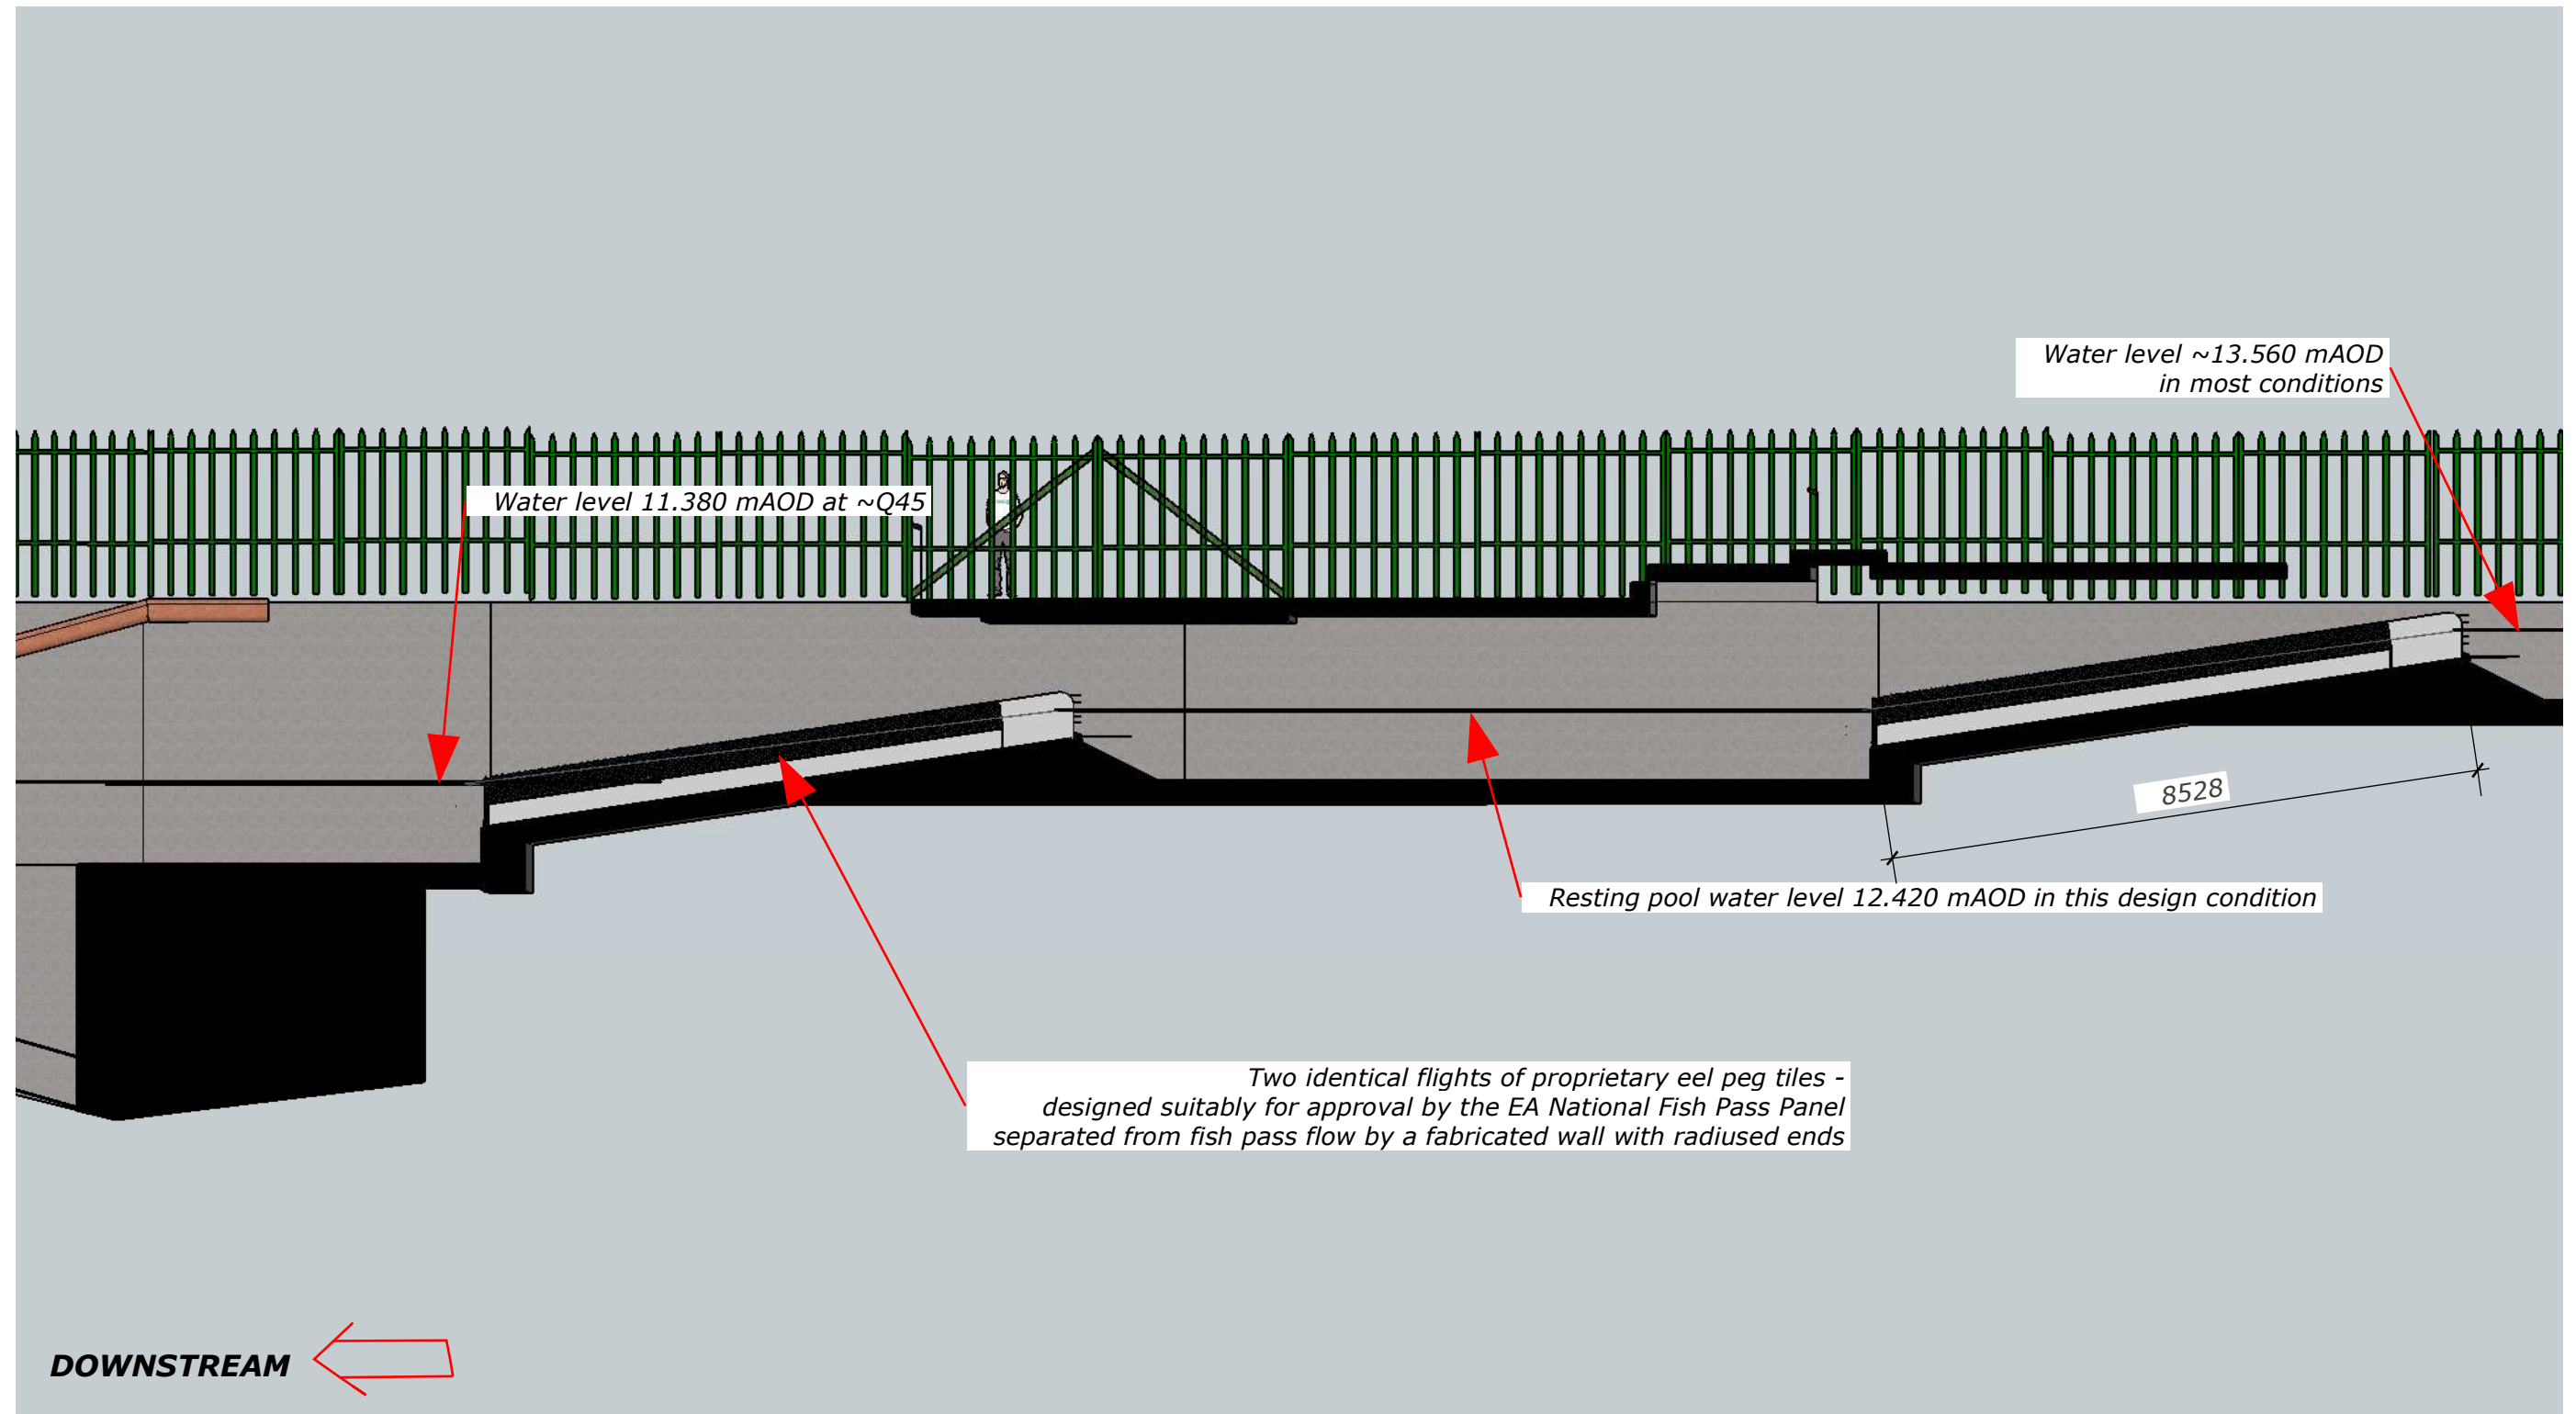 Water level ~13.560 mAOD
in most conditions
Water level 11.380 mAOD at ~Q45
8528
Resting pool water level 12.420 mAOD in this design condition
Two identical flights of proprietary eel peg tiles -
designed suitably for approval by the EA National Fish Pass Panel
separated from fish pass flow by a fabricated wall with radiused ends
DOWNSTREAM